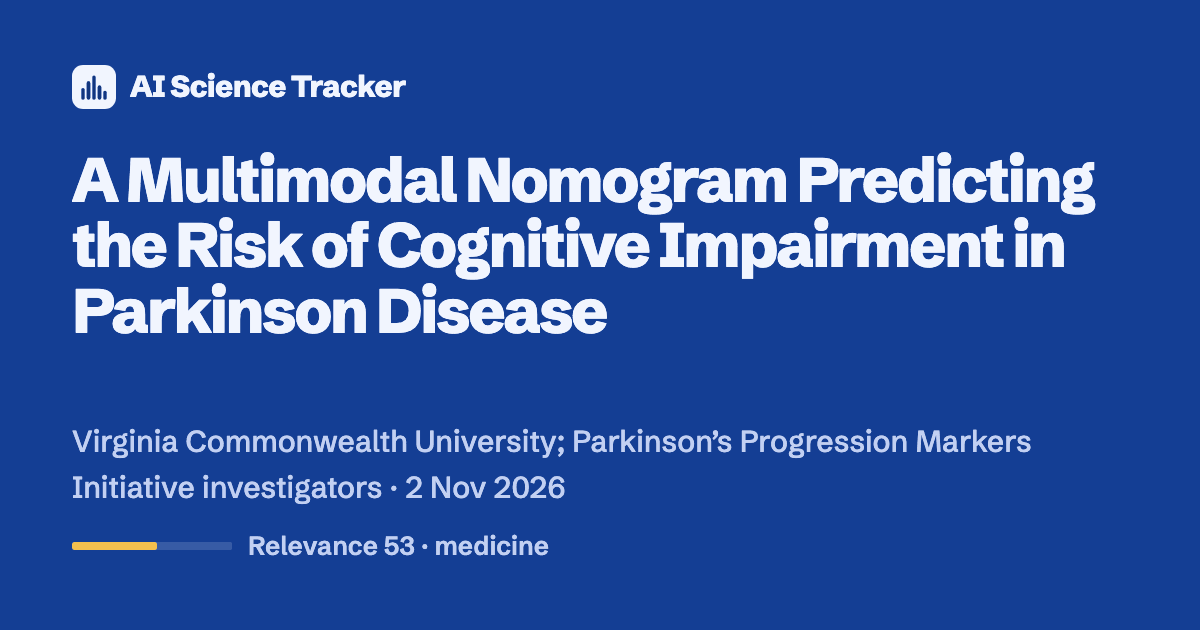 AI Science Tracker
A Multimodal Nomogram Predicting
the Risk of Cognitive Impairment in
Parkinson Disease
Virginia Commonwealth University; Parkinson’s Progression Markers
Initiative investigators · 2 Nov 2026
Relevance 53 · medicine